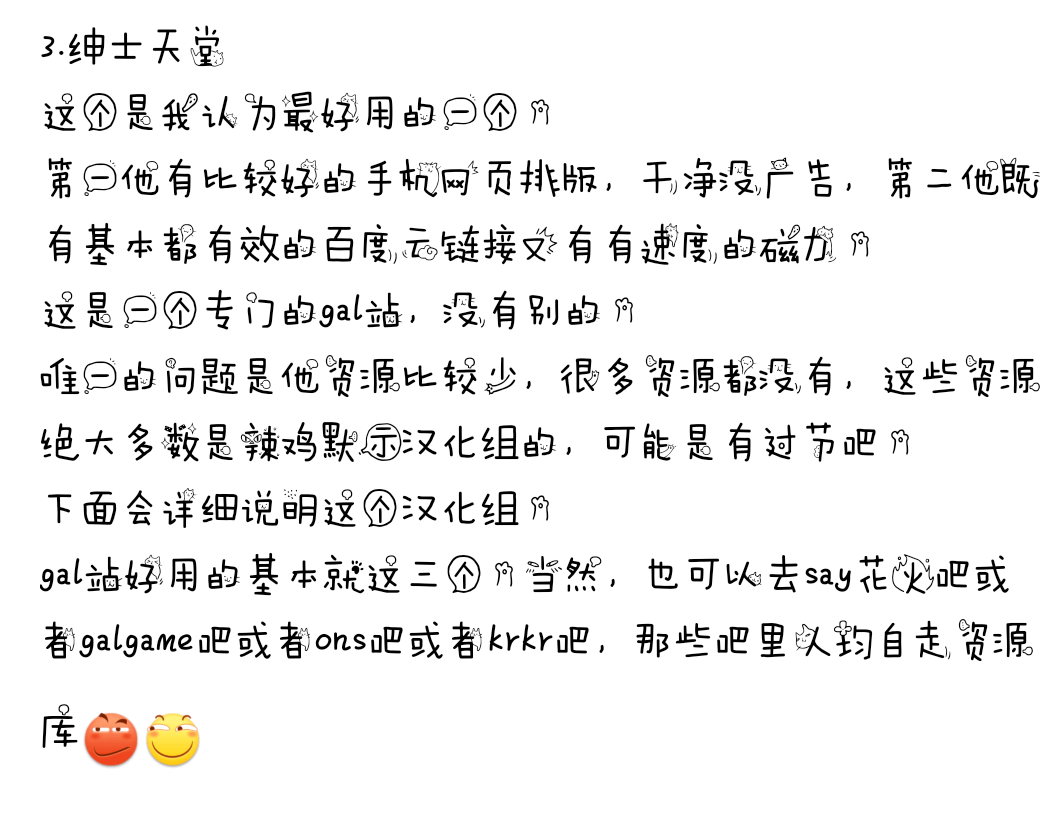 3.绅士天堂
这个是我认为最好用的一个。
第一他有比较好的手机网页排版，干净没广告，第二他既
有基本都有效的百度云链接又有有速度的磁力。
这是一个专门的gal站，没有别的。
唯一的问题是他资源比较少，很多资源都没有，这些资源
绝大多数是辣鸡默示汉化组的，可能是有过节吧。
下面会详细说明这个汉化组。
gal站好用的基本就这三个。当然，也可以去say花火吧或
者galgame吧或者ons吧或者krkr吧，那些吧里人均自走资源
库